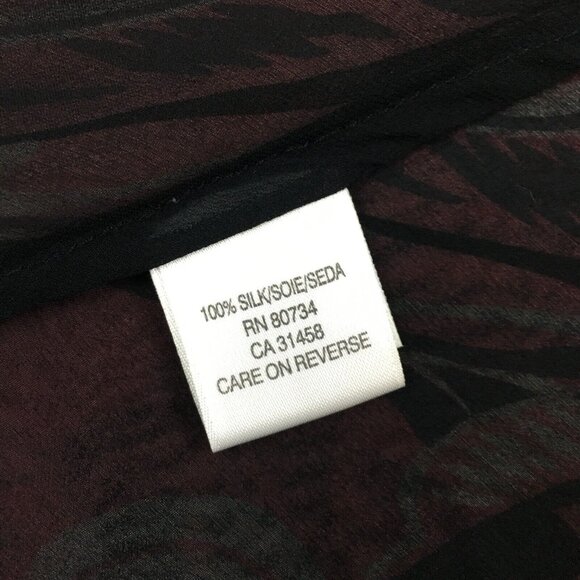 100% SILK/SOIE/SEDA
RN 80734
CA 31458
CARE ON REVERSE